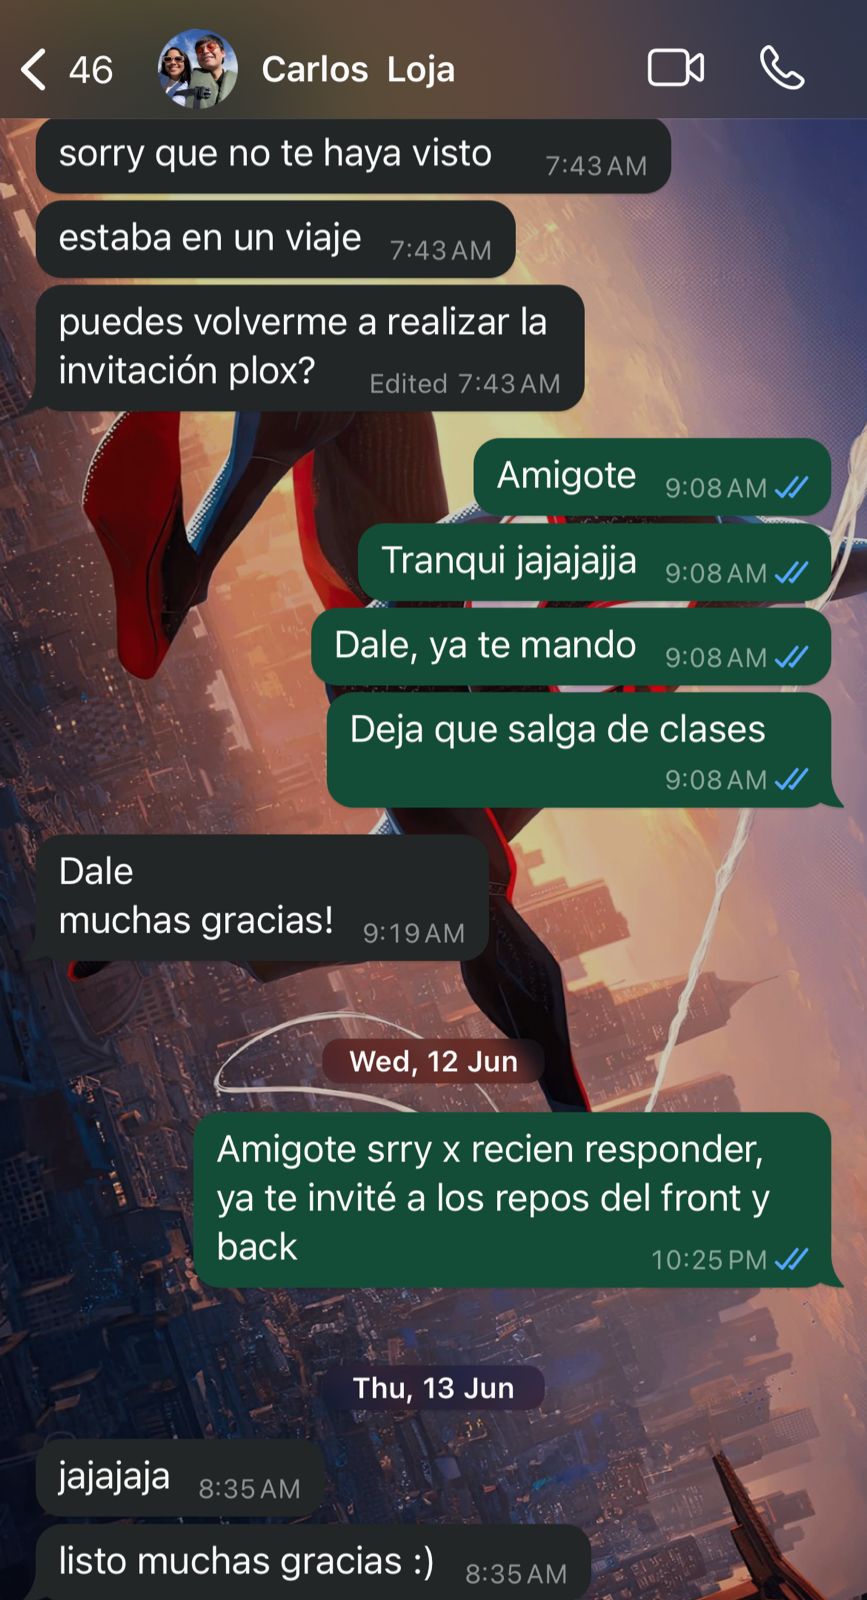 46
Carlos Loja
sorry que no te haya visto
7:43 AM
estaba en un viaje
7:43 AM
puedes volverme a realizar la
invitación plox?
Edited 7:43 AM
Amigote
9:08 AM
Tranqui jajajajja
9:08 AM
Dale, ya te mando
9:08 AM
Deja que salga de clases
9:08 AM
Dale
muchas gracias!
9:19 AM
Wed, 12 Jun
Amigote srry x recien responder,
ya te invité a los repos del front y
back
10:25 PM
Thu, 13 Jun
jajajaja
8:35 AM
listo muchas gracias :)
8:35 AM